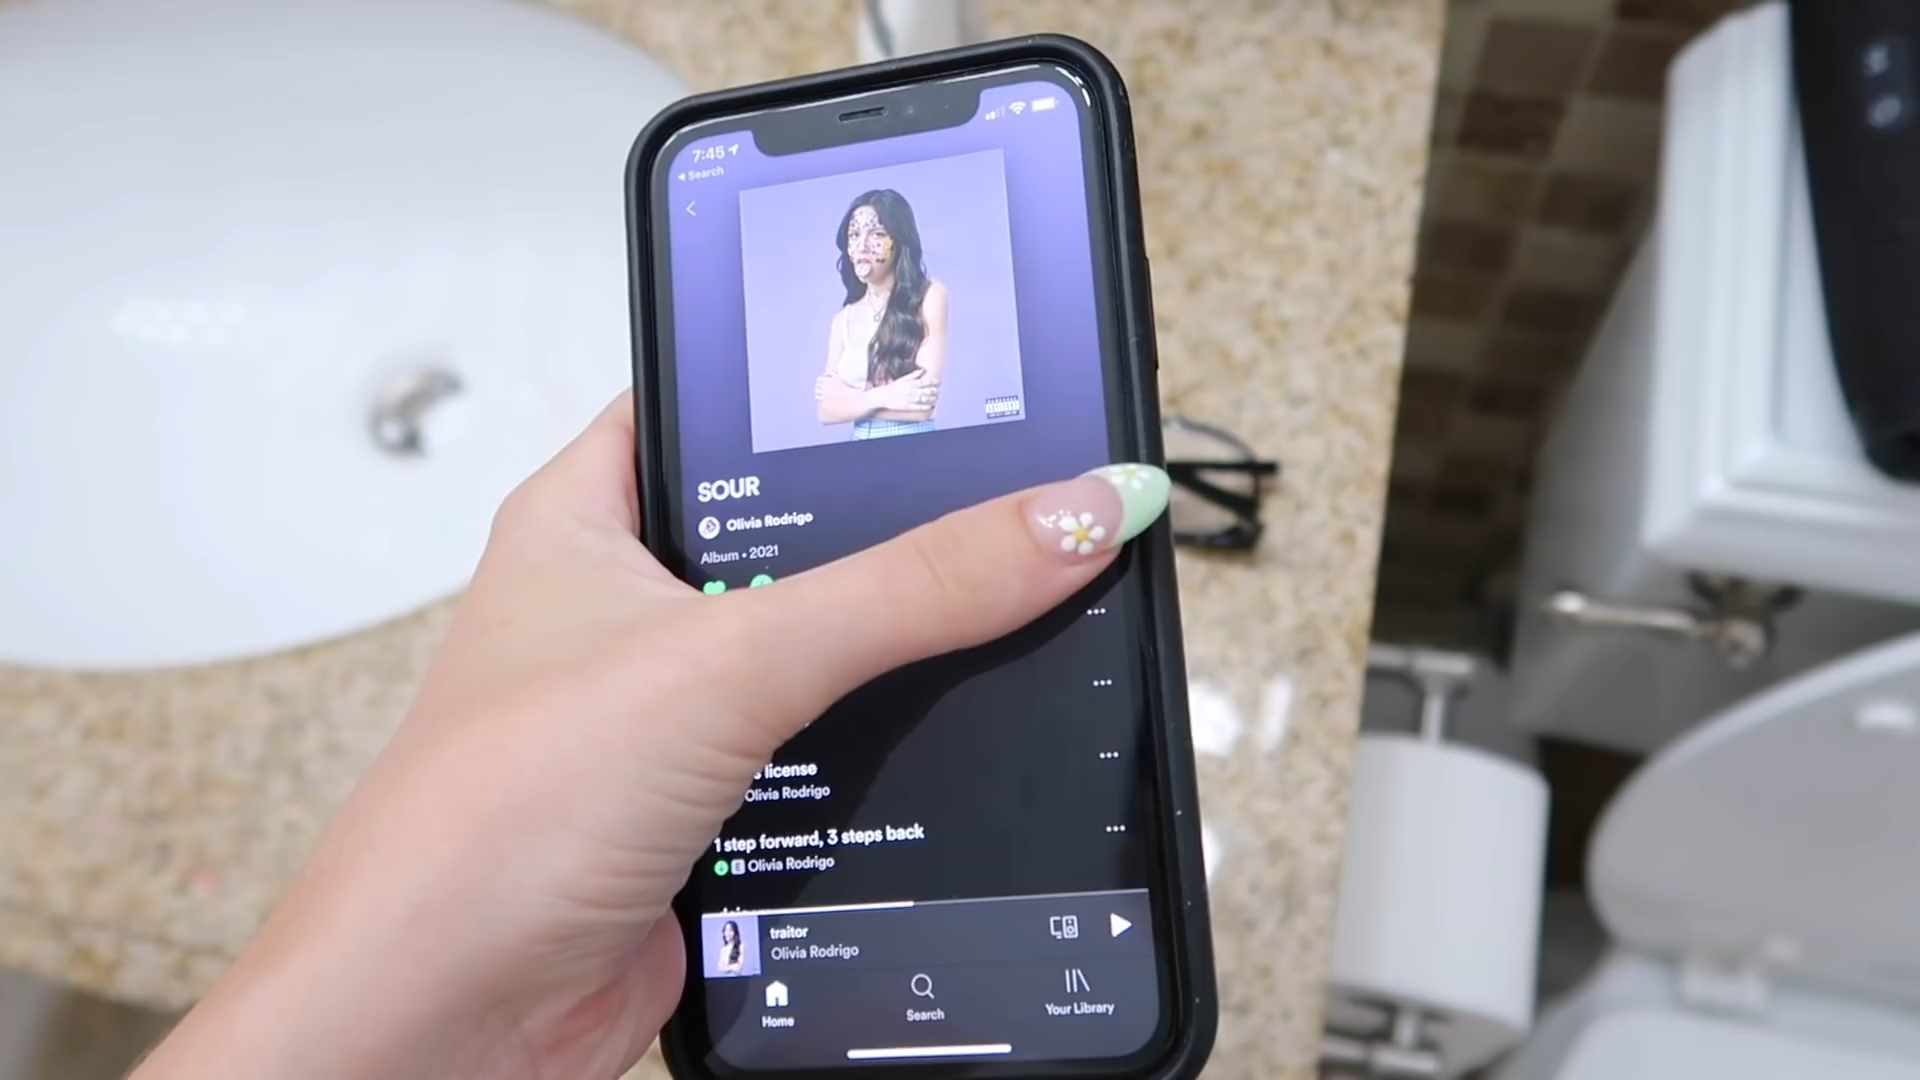 7:45
Search
SOUR
Olivia Rodrigo
Album • 2021
license
Olivia Rodrigo
1 step forward, 3 steps back
E Olivia Rodrigo
traitor
Olivia Rodrigo
Home
Search
Your Library